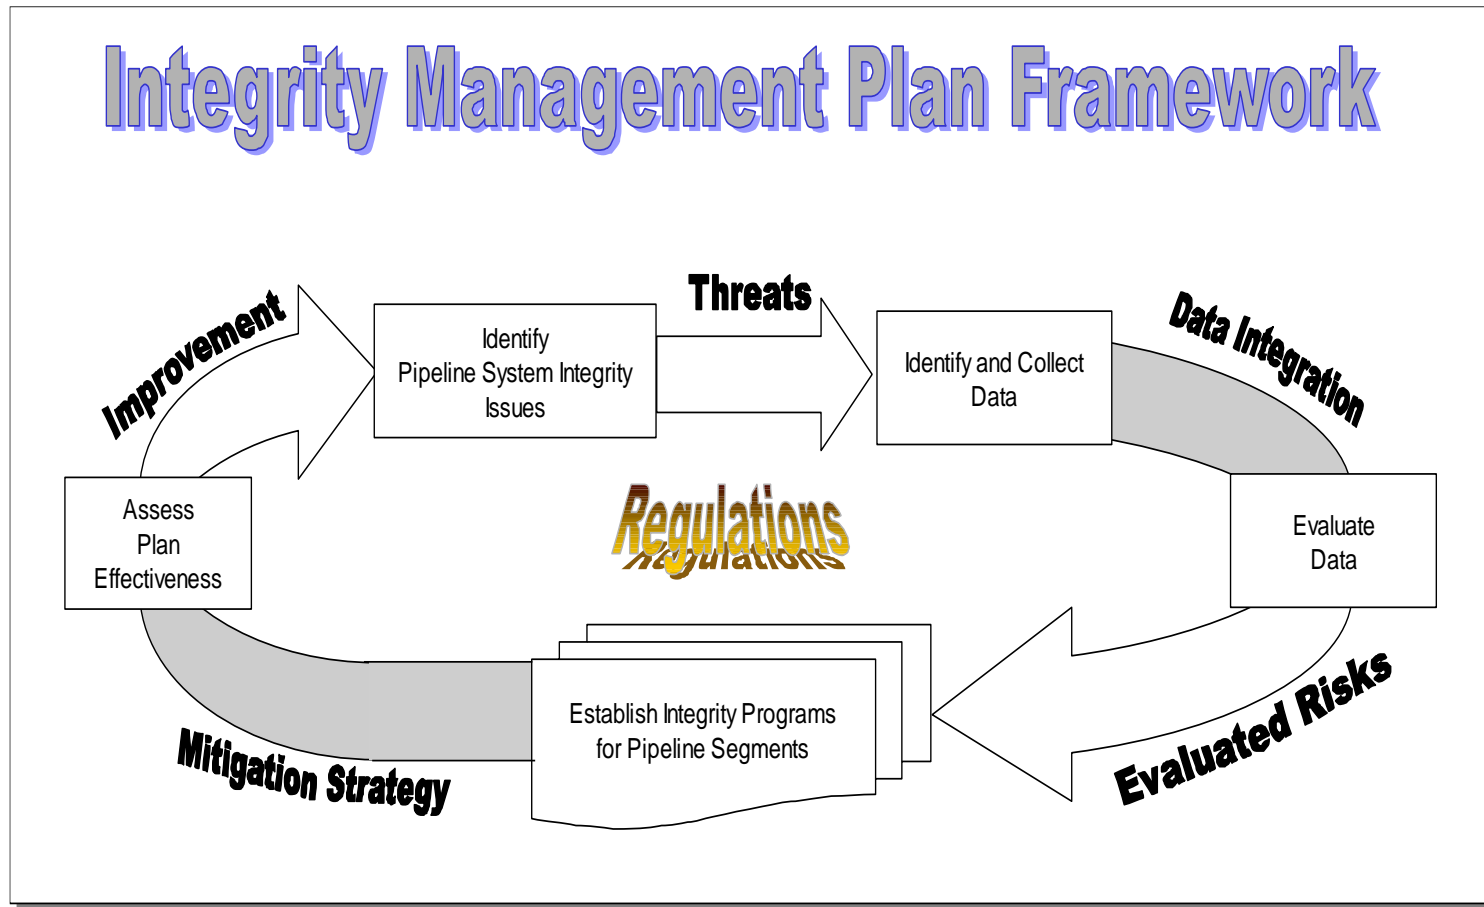 Integrity Management Plan Framework
Improvement
Identify
Pipeline System Integrity
Issues
Threats
Identify and Collect
Data
Data Integration
Assess
Plan
Effectiveness
Regulations
Evaluate
Data
Mitigation Strategy
Establish Integrity Programs
for Pipeline Segments
Evaluated Risks